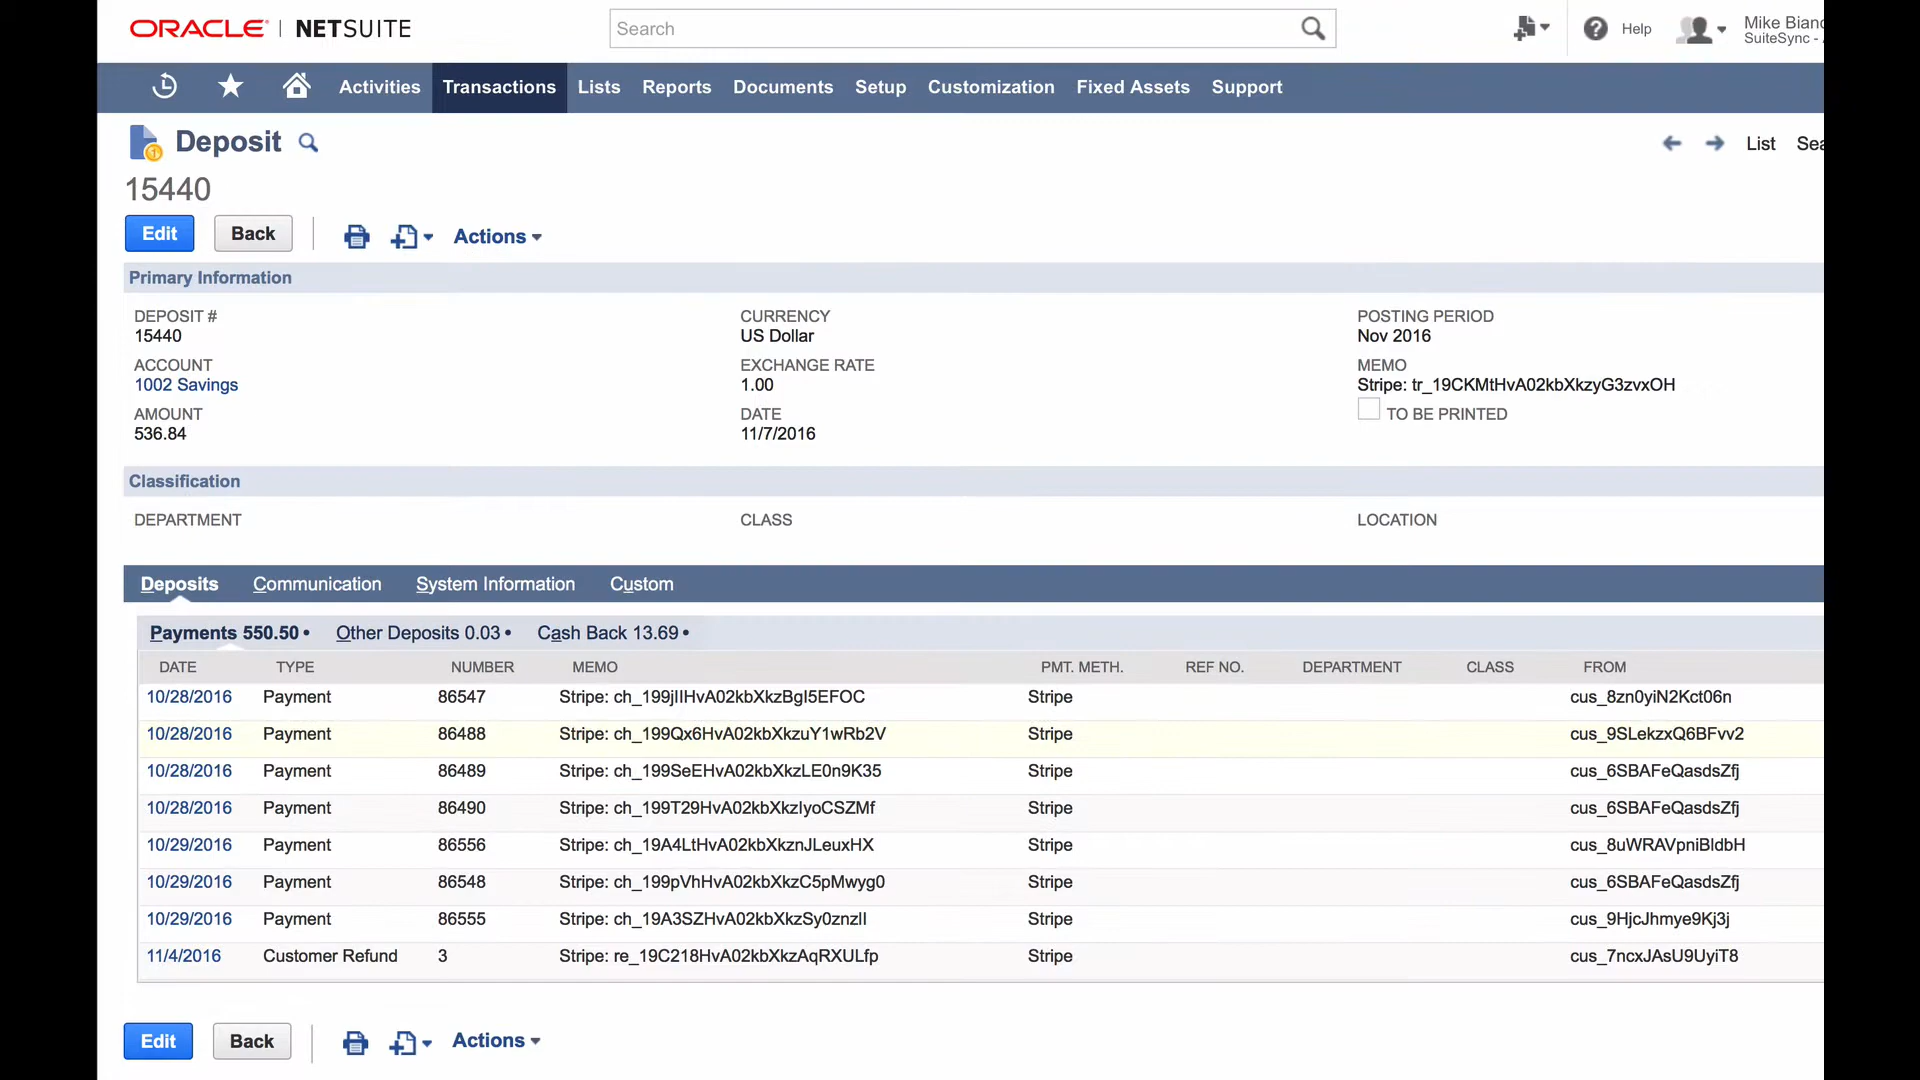 ORACLE | NETSUITE
Search
Help
Mike Bianc
SuiteSync -
Activities Transactions Lists Reports Documents Setup Customization Fixed Assets Support
Deposit
List Sea
15440
Edit Back Actions
Primary Information
DEPOSIT #
15440
ACCOUNT
1002 Savings
AMOUNT
536.84
CURRENCY
US Dollar
EXCHANGE RATE
1.00
DATE
11/7/2016
POSTING PERIOD
Nov 2016
MEMO
Stripe: tr_19CKMtHvA02kbXkzyG3zvxOH
TO BE PRINTED
Classification
DEPARTMENT CLASS LOCATION
Deposits Communication System Information Custom
Payments 550.50 • Other Deposits 0.03 • Cash Back 13.69 •
DATE TYPE NUMBER MEMO PMT. METH. REF NO. DEPARTMENT CLASS FROM
10/28/2016 Payment 86547 Stripe: ch_199jIIHvA02kbXkzBgI5EFOC Stripe cus_8zn0yiN2Kct06n
10/28/2016 Payment 86488 Stripe: ch_199Qx6HvA02kbXkzuY1wRb2V Stripe cus_9SLekzxQ6BFvv2
10/28/2016 Payment 86489 Stripe: ch_199SeEHvA02kbXkzLE0n9K35 Stripe cus_6SBAFeQasdsZfj
10/28/2016 Payment 86490 Stripe: ch_199T29HvA02kbXkzIyoCSZMf Stripe cus_6SBAFeQasdsZfj
10/29/2016 Payment 86556 Stripe: ch_19A4LtHvA02kbXkznJLeuxHX Stripe cus_8uWRAVpniBldbH
10/29/2016 Payment 86548 Stripe: ch_199pVhHvA02kbXkzC5pMwyg0 Stripe cus_6SBAFeQasdsZfj
10/29/2016 Payment 86555 Stripe: ch_19A3SZHvA02kbXkzSy0znzlI Stripe cus_9HjcJhmye9Kj3j
11/4/2016 Customer Refund 3 Stripe: re_19C218HvA02kbXkzAqRXULfp Stripe cus_7ncxJAsU9UyiT8
Edit Back Actions